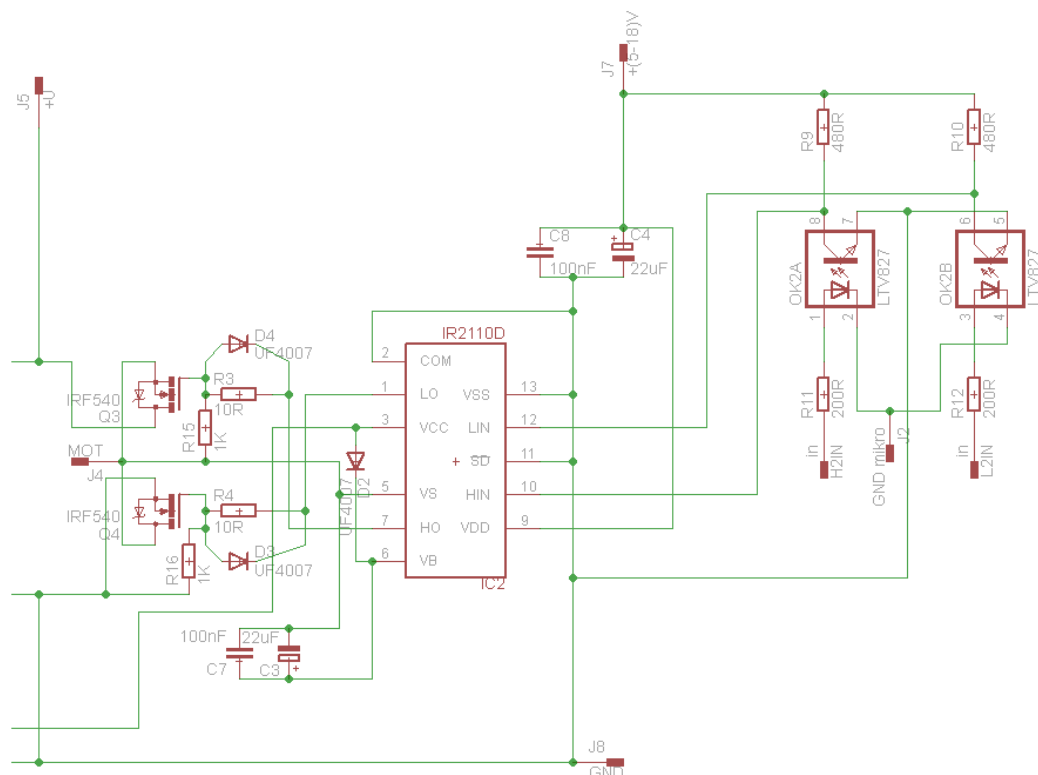 J5
+U
J7
+(5-18)V
R9
480R
R10
480R
C8
100nF
C4
22uF
8
7
6
5
OK2A
LTV827
OK2B
LTV827
1
2
3
4
R11
200R
R12
200R
in
H2IN
GND mikro
J2
in
L2IN
IR2110D
2
COM
1
LO
3
VCC
5
VS
7
HO
6
VB
VSS
13
LIN
12
+ SD
11
HIN
10
VDD
9
IC2
D4
UF4007
IRF540
Q3
R3
10R
R15
1K
MOT
J4
IRF540
Q4
R4
10R
D3
UF4007
R16
1K
UF4007
D2
100nF
22uF
C7
C3
J8
GND